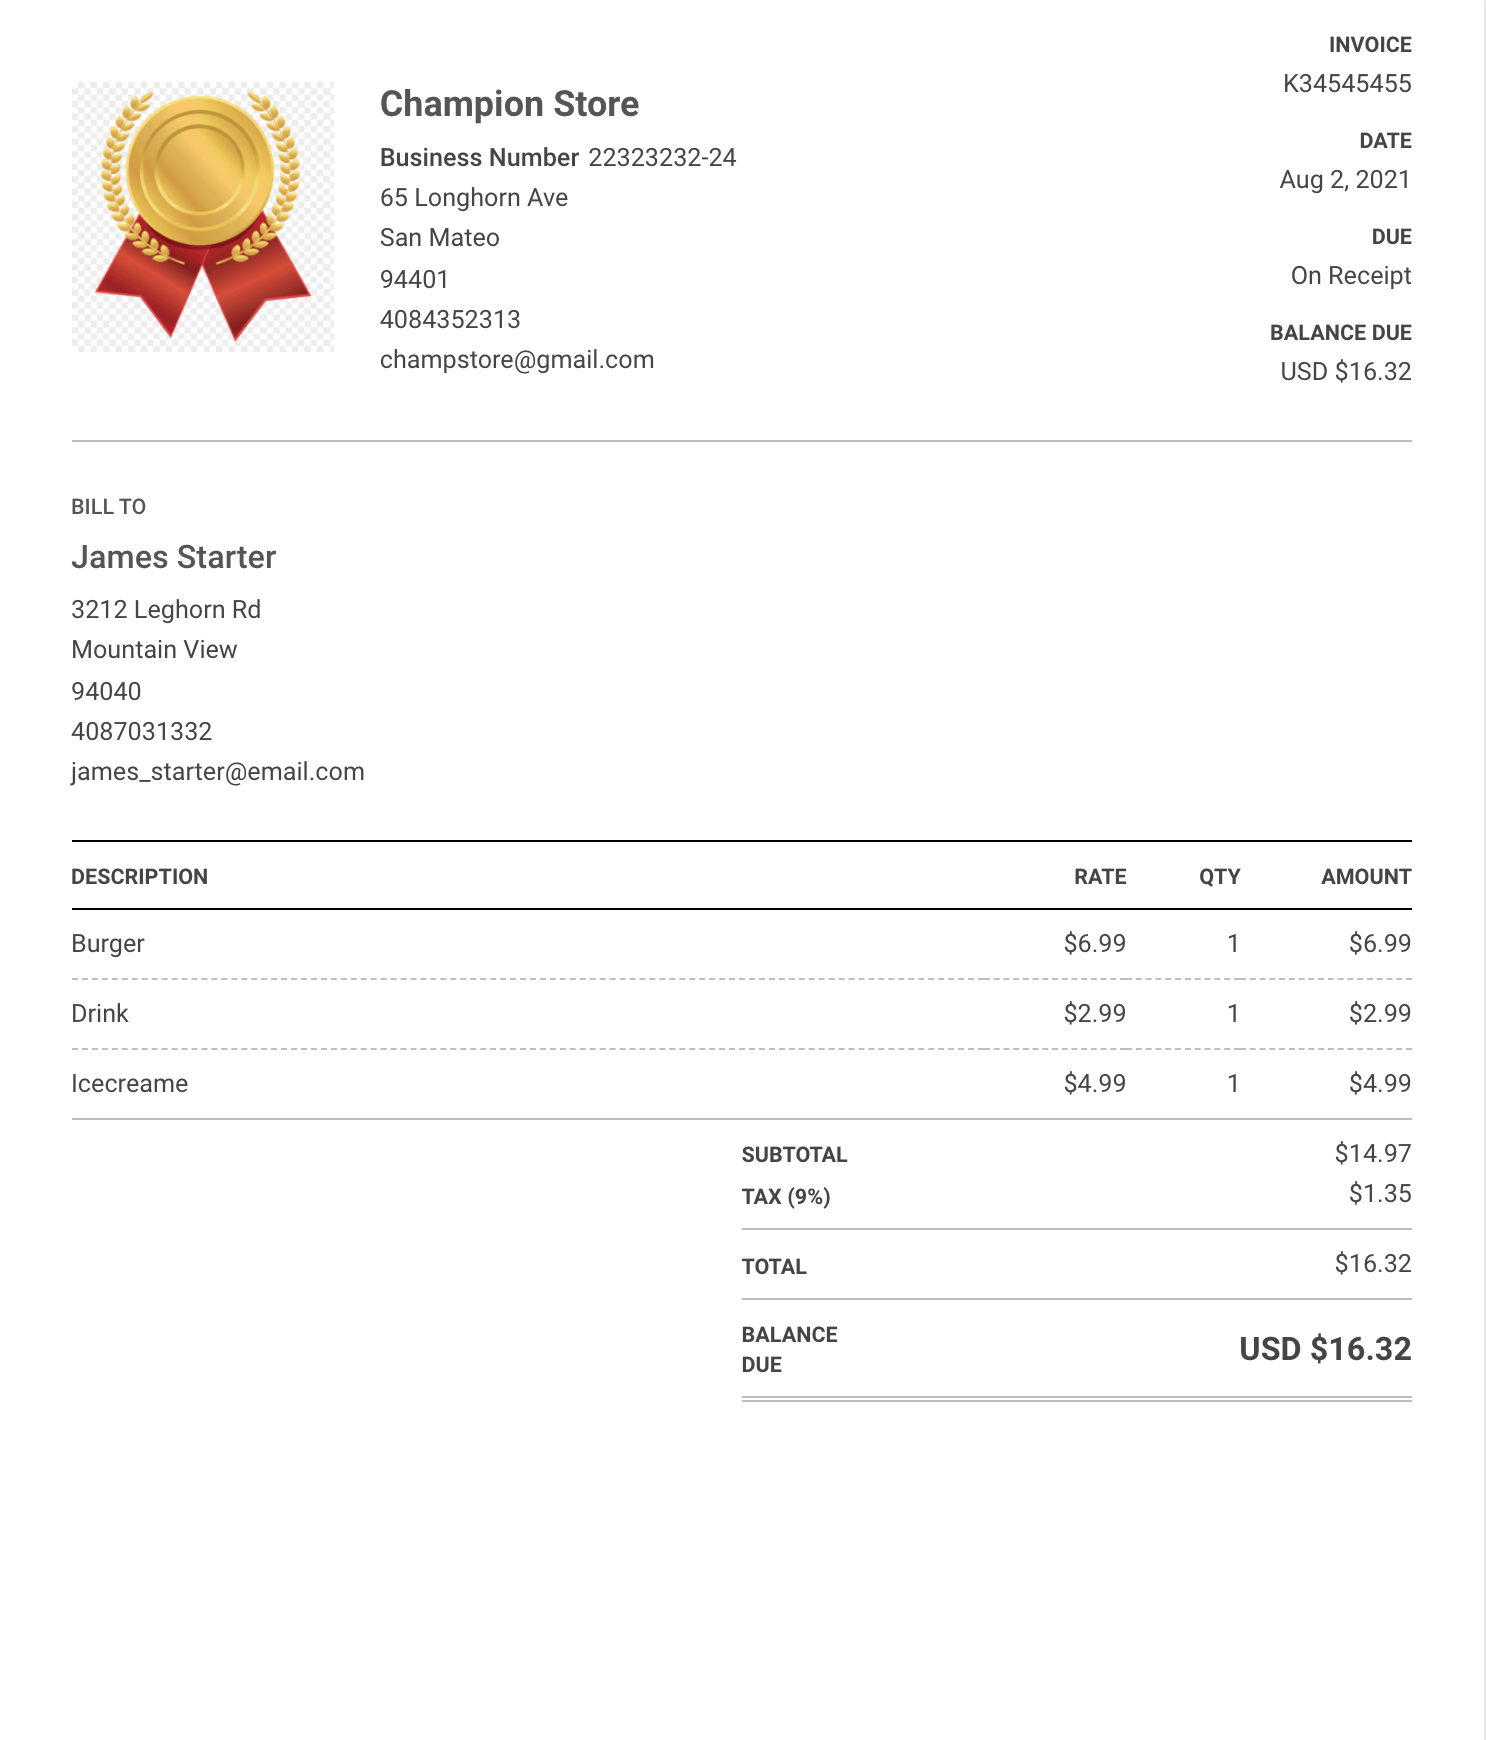 INVOICE
K34545455
DATE
Aug 2, 2021
DUE
On Receipt
BALANCE DUE
USD $16.32
Champion Store
Business Number 22323232-24
65 Longhorn Ave
San Mateo
94401
4084352313
champstore@gmail.com
BILL TO
James Starter
3212 Leghorn Rd
Mountain View
94040
4087031332
james_starter@email.com
DESCRIPTION RATE QTY AMOUNT
Burger $6.99 1 $6.99
Drink $2.99 1 $2.99
Icecreame $4.99 1 $4.99
SUBTOTAL $14.97
TAX (9%) $1.35
TOTAL $16.32
BALANCE
DUE USD $16.32